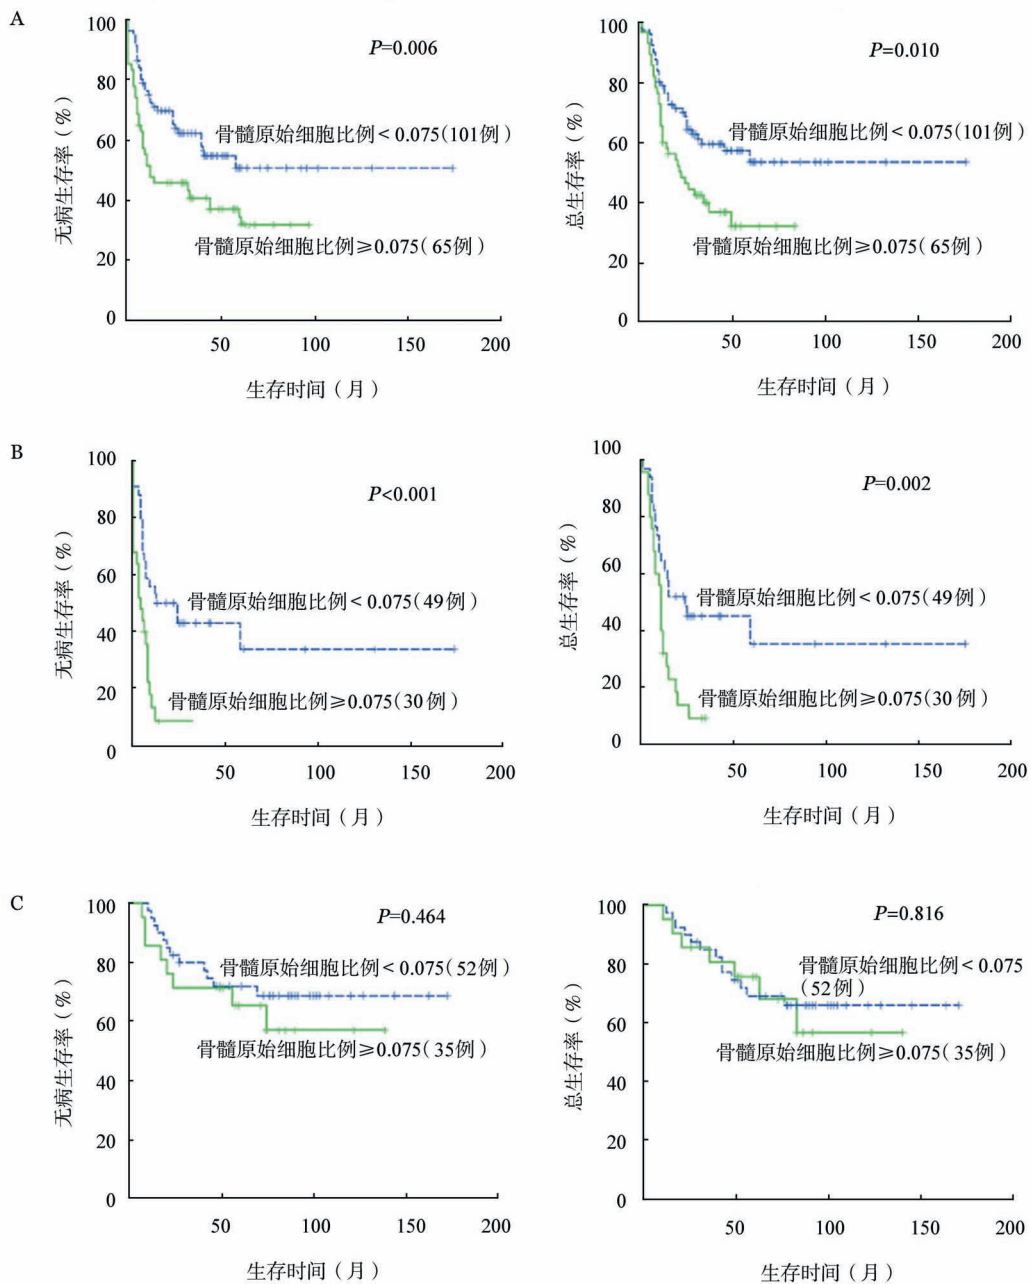 A
100
80
60
40
20
0
无病生存率（%）
P=0.006
骨髓原始细胞比例＜0.075(101例）
骨髓原始细胞比例≥0.075（65例）
50
100
150
200
生存时间（月）
100
80
60
40
20
0
总生存率（%）
P=0.010
骨髓原始细胞比例＜0.075(101例）
骨髓原始细胞比例≥0.075（65例）
50
100
150
200
生存时间（月）
B
100
80
60
40
20
0
无病生存率（%）
P<0.001
骨髓原始细胞比例＜0.075(49例）
骨髓原始细胞比例≥0.075（30例）
50
100
150
200
生存时间（月）
100
80
60
40
20
0
总生存率（%）
P=0.002
骨髓原始细胞比例＜0.075(49例）
骨髓原始细胞比例≥0.075（30例）
50
100
150
200
生存时间（月）
C
100
80
60
40
20
0
无病生存率（%）
P=0.464
骨髓原始细胞比例＜0.075(52例）
骨髓原始细胞比例≥0.075（35例）
50
100
150
200
生存时间（月）
100
80
60
40
20
0
总生存率（%）
P=0.816
骨髓原始细胞比例＜0.075
（52例）
骨髓原始细胞比例≥0.075（35例）
50
100
150
200
生存时间（月）